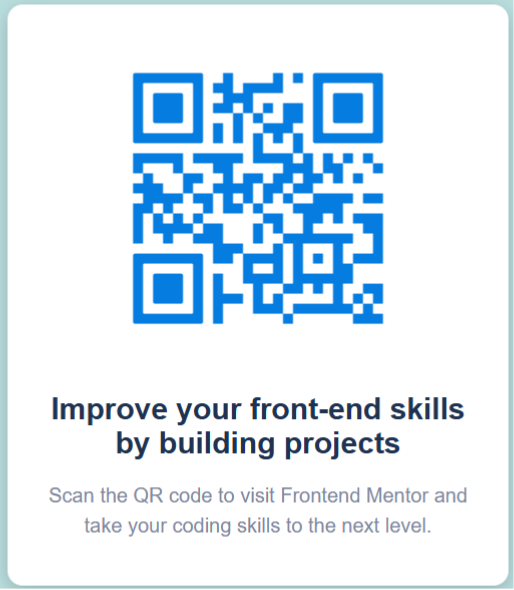 Improve your front-end skills
by building projects
Scan the QR code to visit Frontend Mentor and
take your coding skills to the next level.